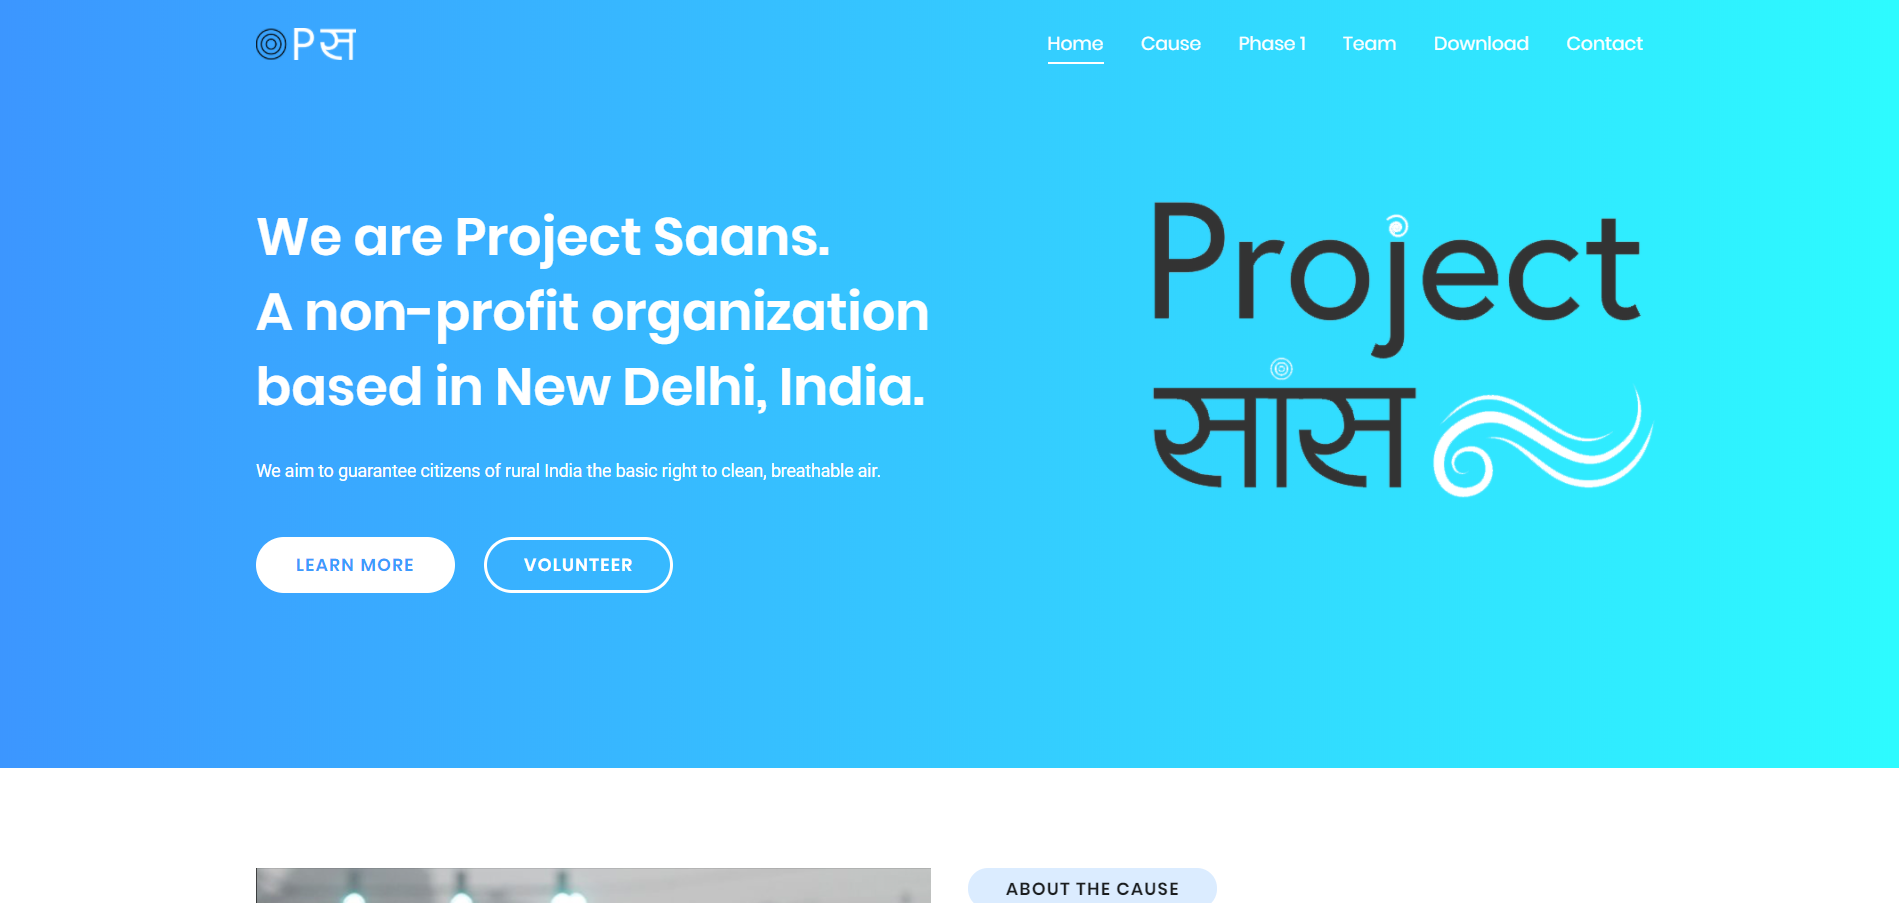 Pस
Home Cause Phase 1 Team Download Contact
We are Project Saans.
A non-profit organization
based in New Delhi, India.
We aim to guarantee citizens of rural India the basic right to clean, breathable air.
LEARN MORE VOLUNTEER
Project
सांस
ABOUT THE CAUSE